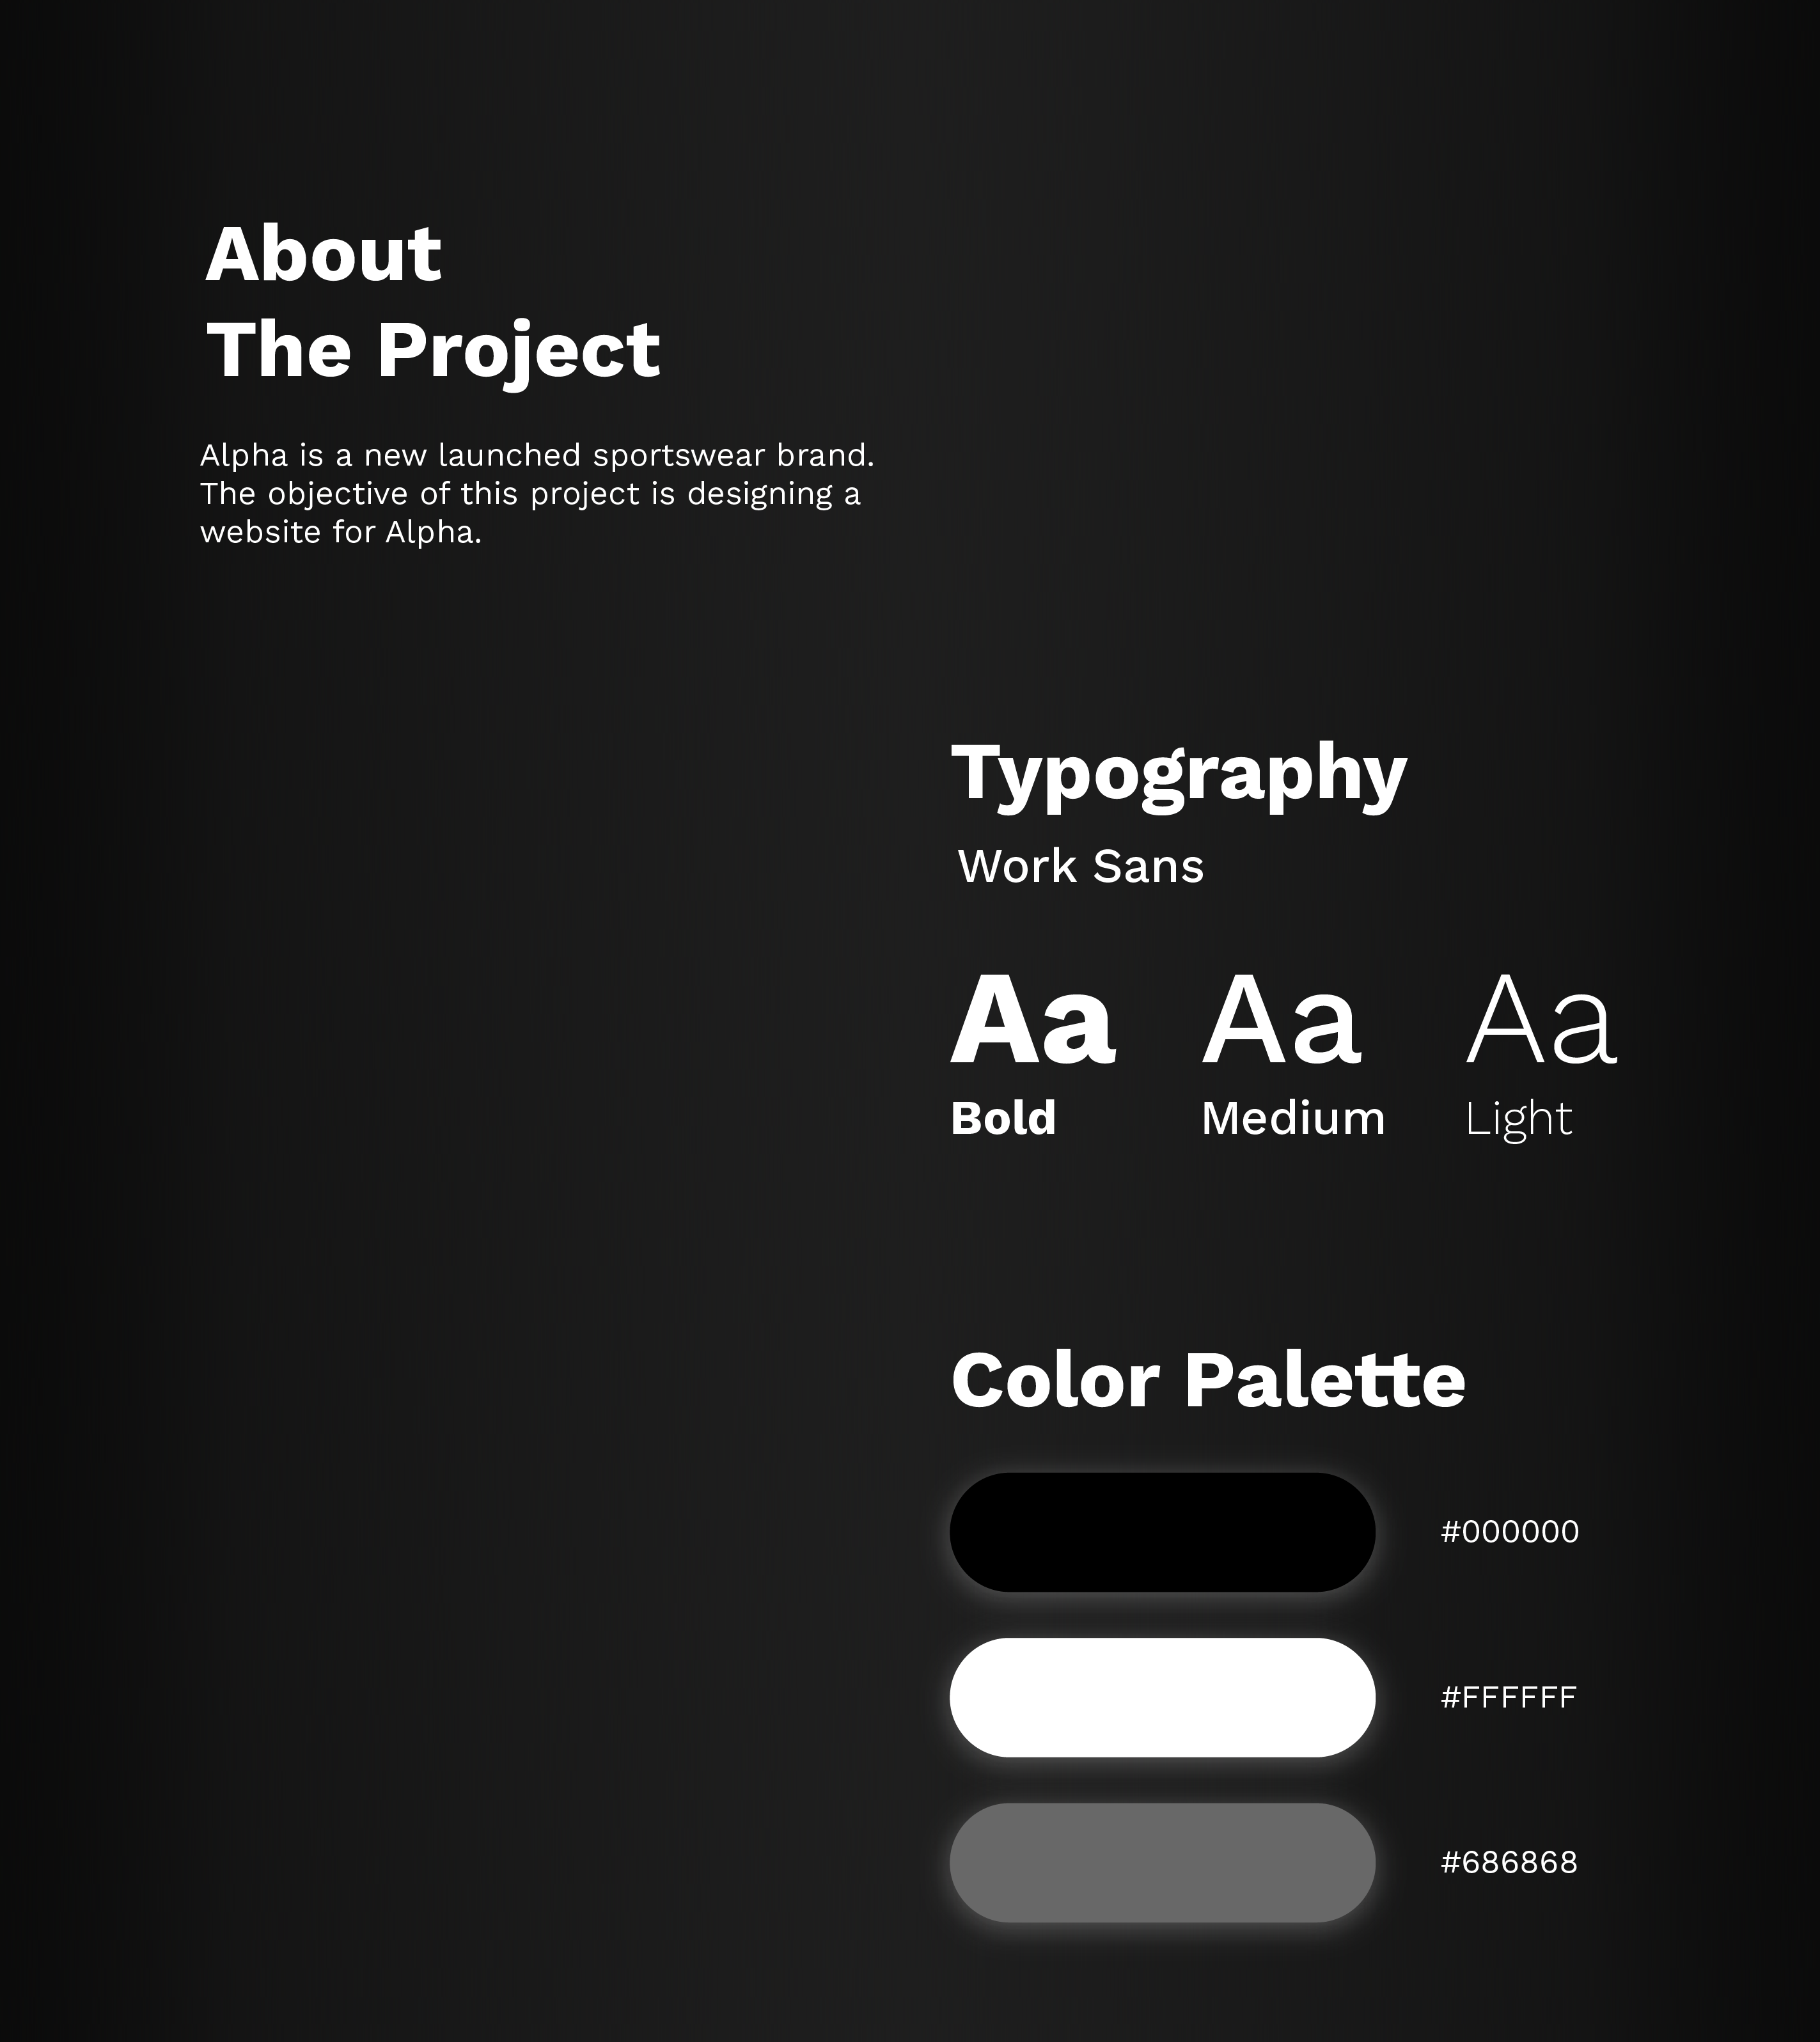 About
The Project
Alpha is a new launched sportswear brand.
The objective of this project is designing a
website for Alpha.
Typography
Work Sans
Aa Aa Aa
Bold Medium Light
Color Palette
#000000
#FFFFFF
#686868